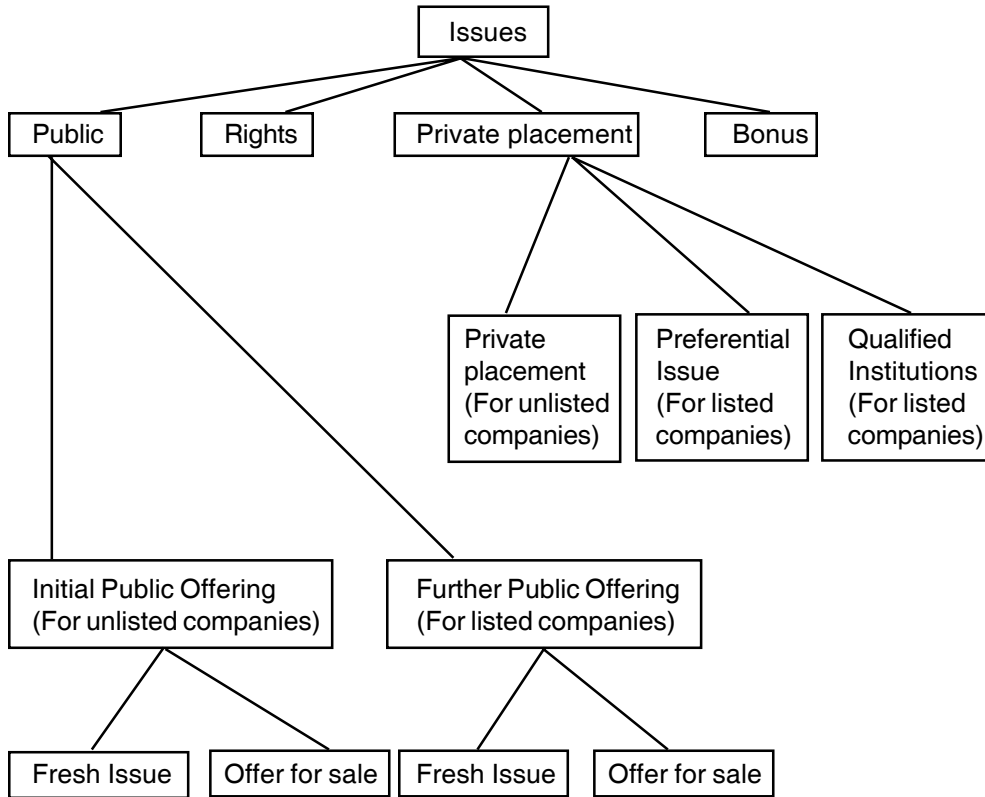 Issues
Public
Rights
Private placement
Bonus
Private
placement
(For unlisted
companies)
Preferential
Issue
(For listed
companies)
Qualified
Institutions
(For listed
companies)
Initial Public Offering
(For unlisted companies)
Further Public Offering
(For listed companies)
Fresh Issue
Offer for sale
Fresh Issue
Offer for sale